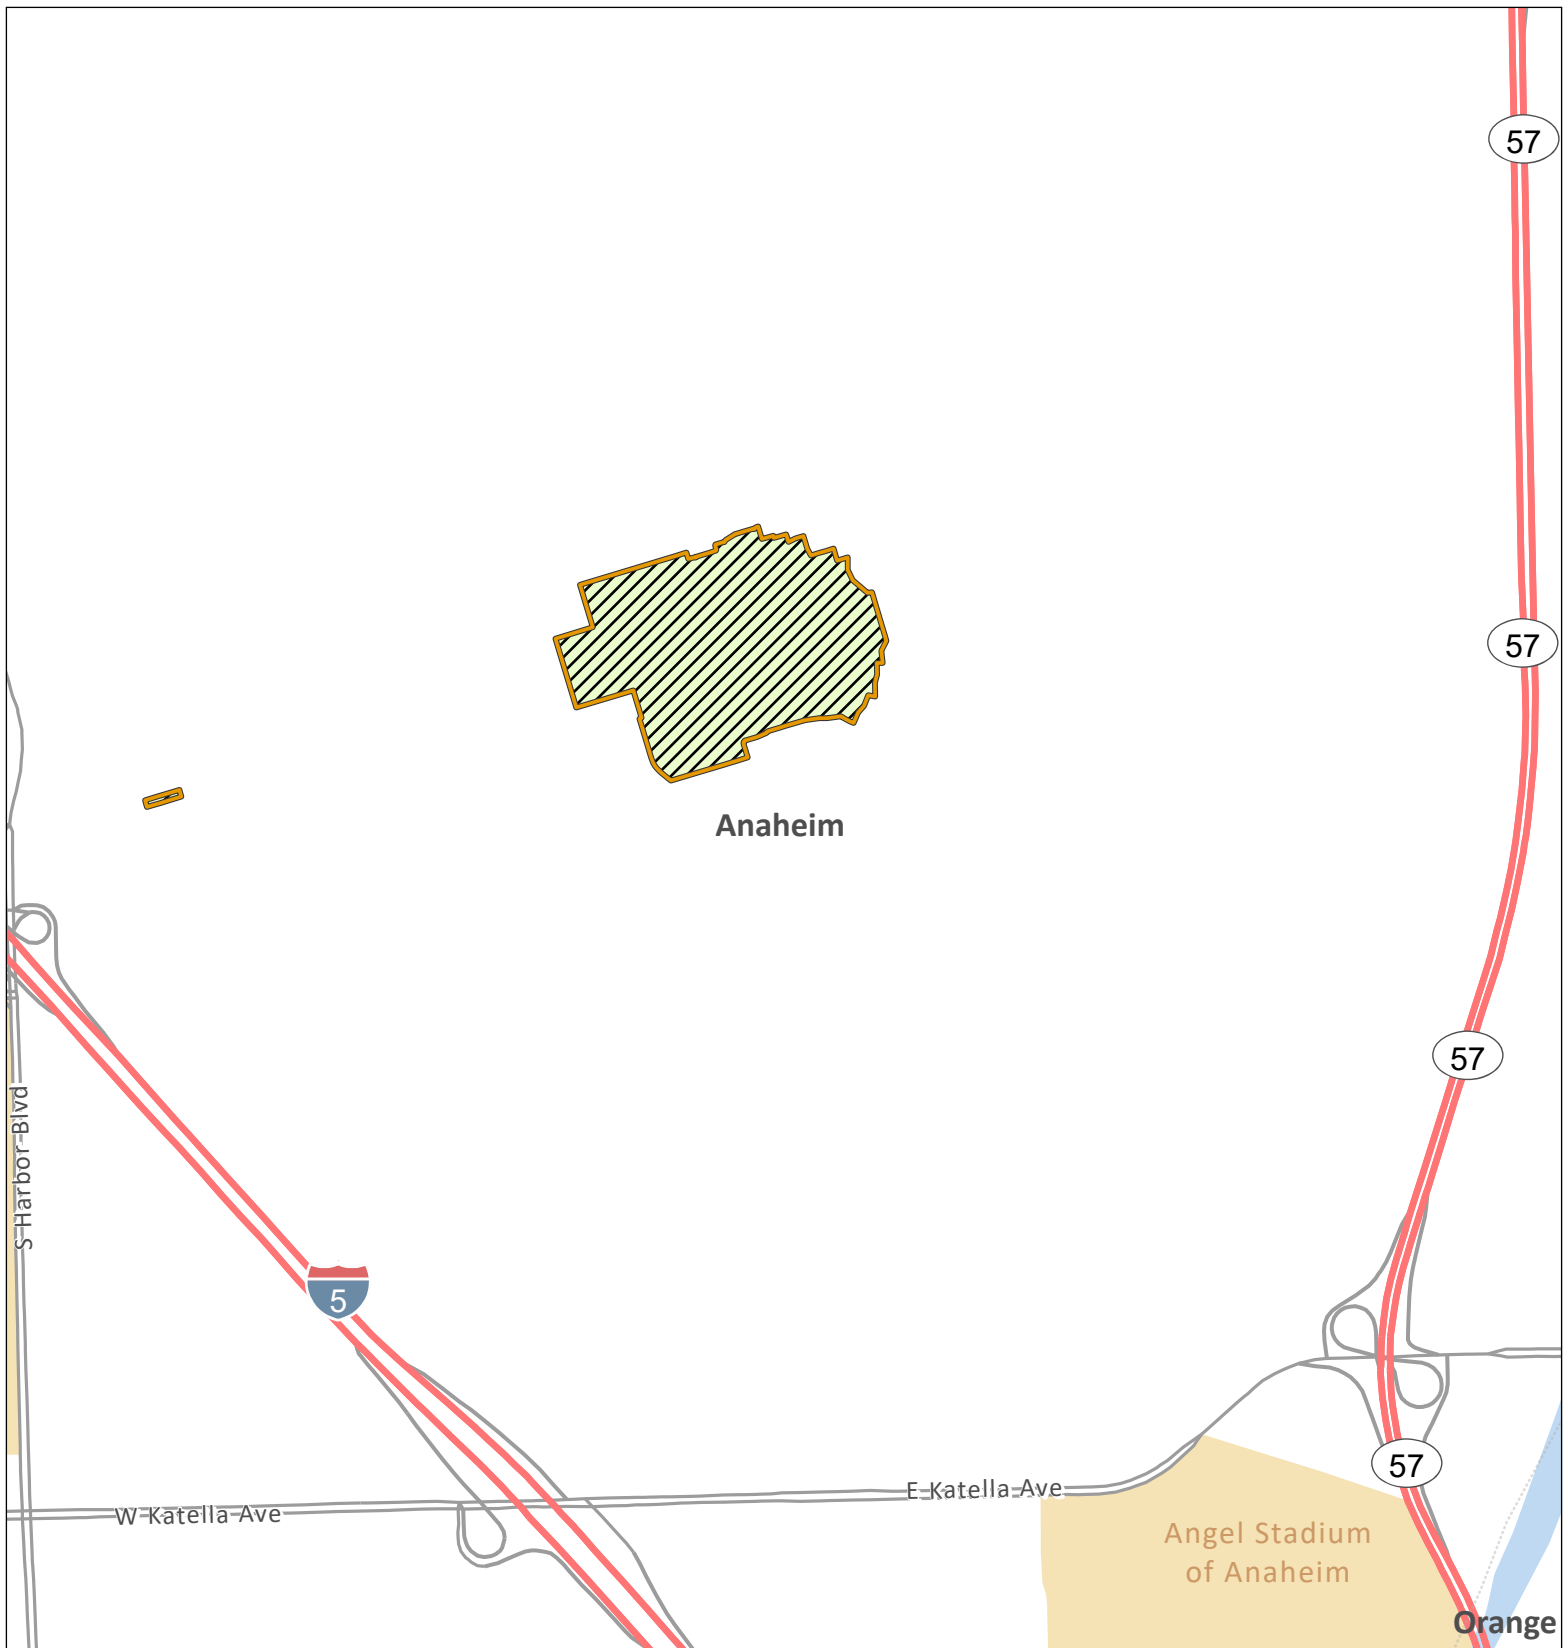 57
57
Anaheim
57
S Harbor Blvd
5
57
E Katella Ave
W Katella Ave
Angel Stadium
of Anaheim
Orange